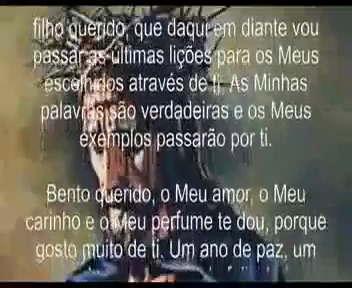 filho querido, que daqui em diante vou
passar as últimas lições para os Meus
escolhidos através de ti. As Minhas
palavras são verdadeiras e os Meus
exemplos passarão por ti.
Bento querido, o Meu amor, o Meu
carinho e o Meu perfume te dou, porque
gosto muito de ti. Um ano de paz, um